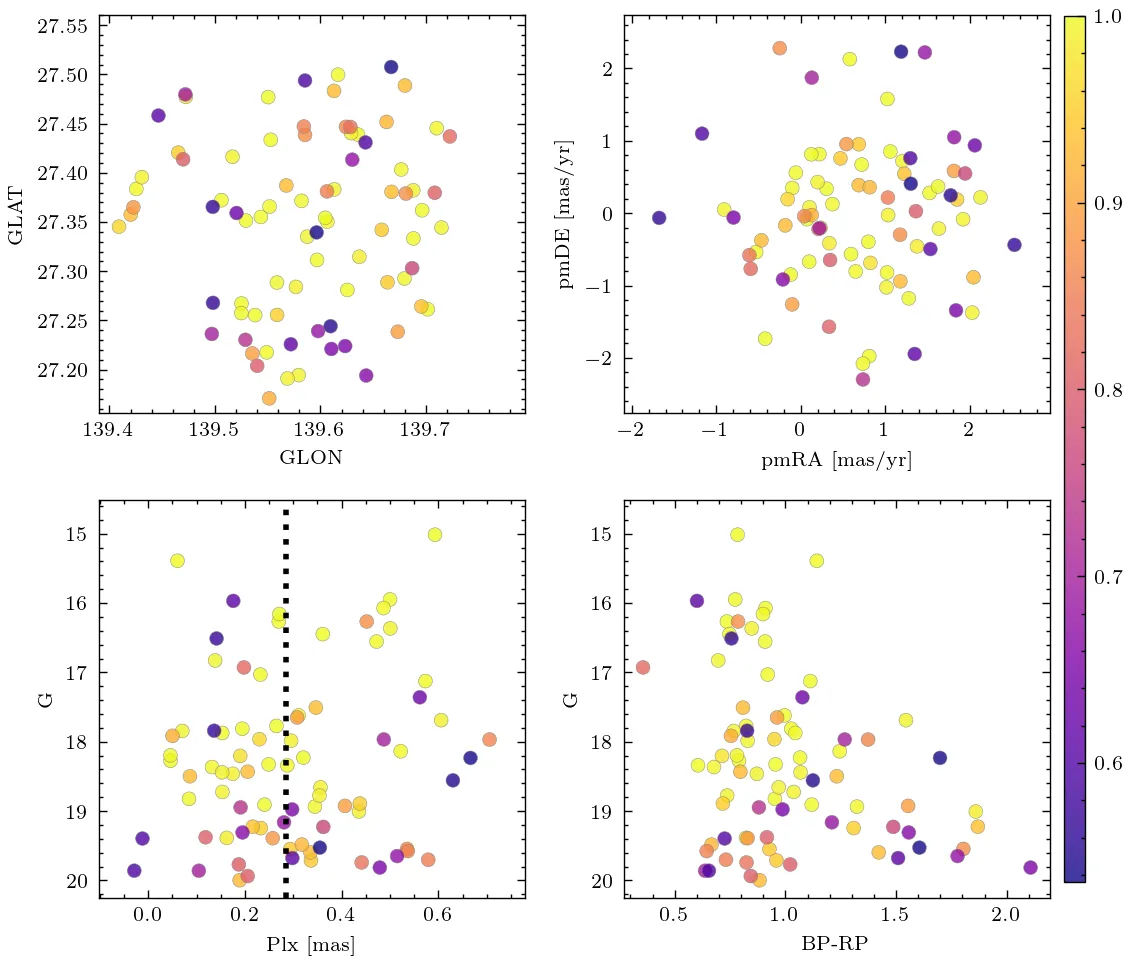 27.55
27.50
27.45
27.40
27.35
27.30
27.25
27.20
GLAT
139.4 139.5 139.6 139.7
GLON
2
1
0
−1
−2
pmDE [mas/yr]
−2 −1 0 1 2
pmRA [mas/yr]
15
16
17
18
19
20
G
0.0 0.2 0.4 0.6
Plx [mas]
15
16
17
18
19
20
G
0.5 1.0 1.5 2.0
BP-RP
1.0
0.9
0.8
0.7
0.6